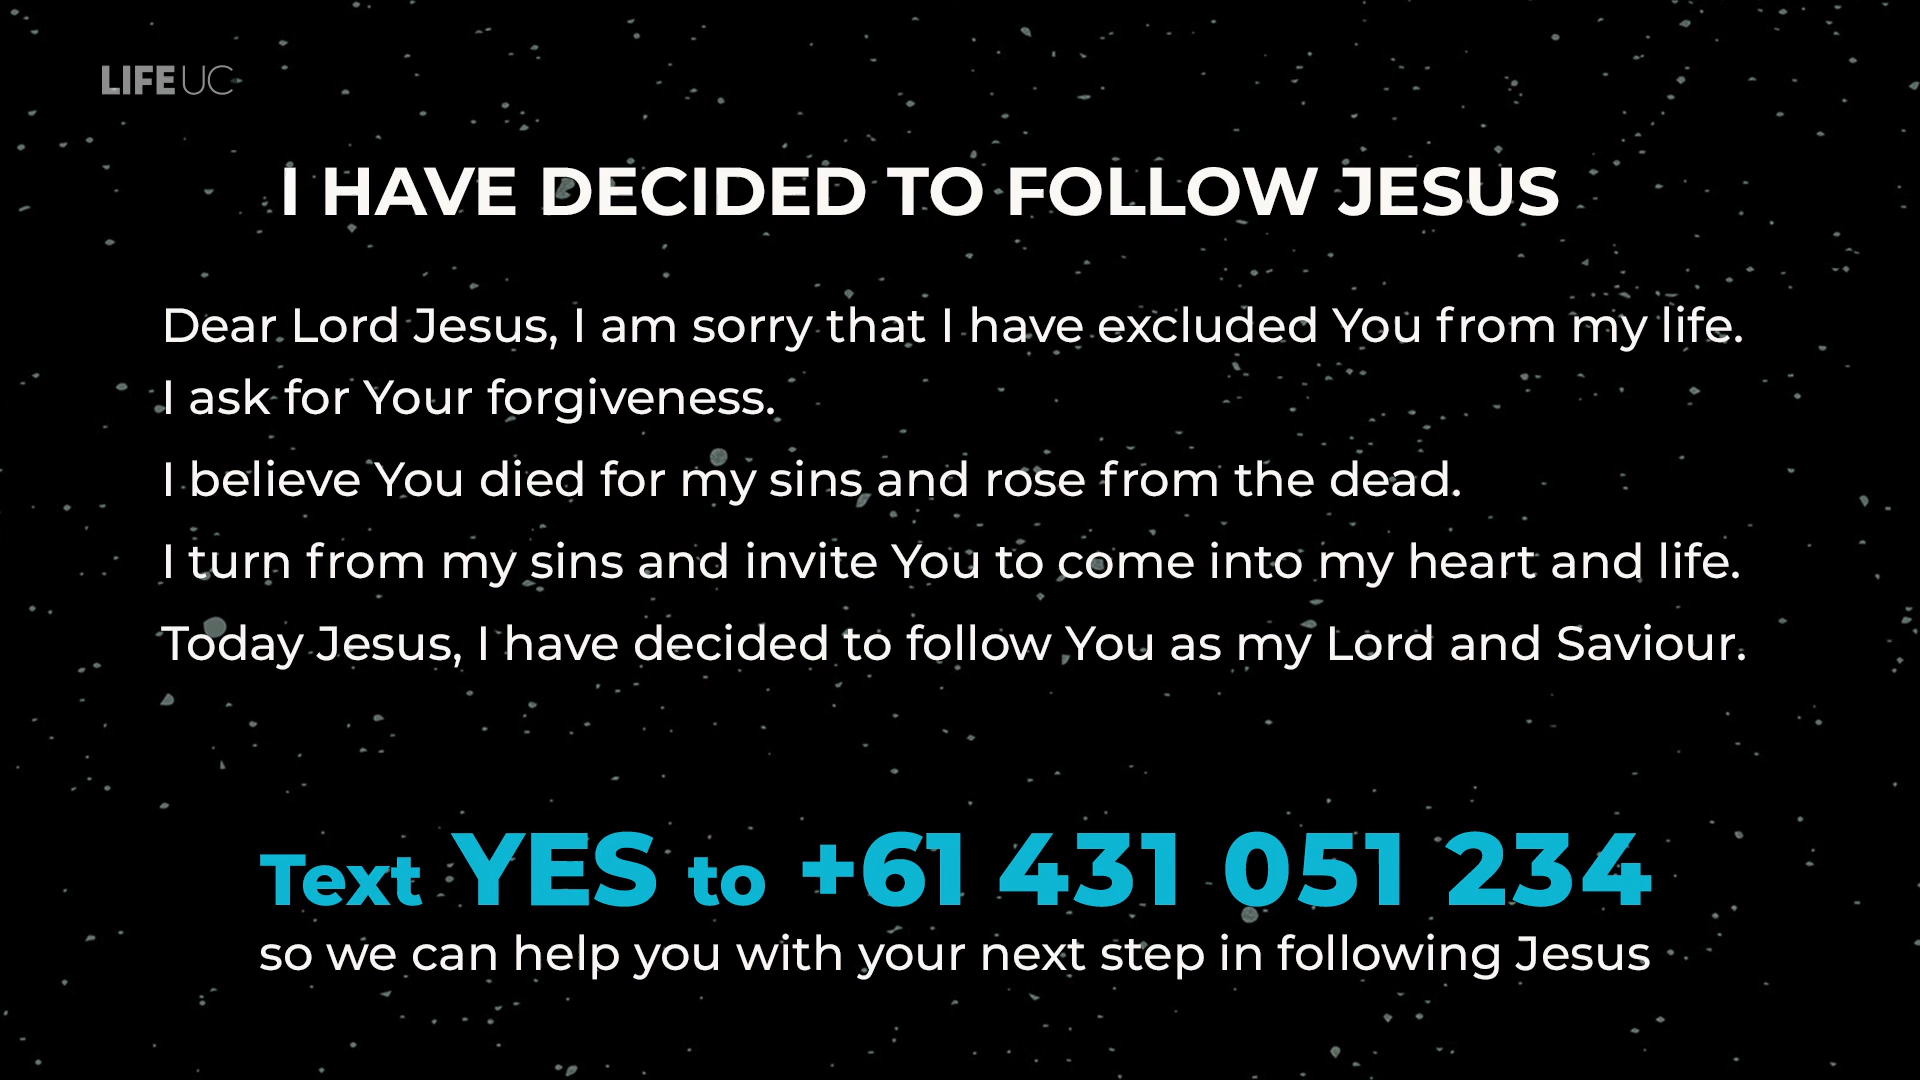 LIFEUC
I HAVE DECIDED TO FOLLOW JESUS
Dear Lord Jesus, I am sorry that I have excluded You from my life.
I ask for Your forgiveness.
I believe You died for my sins and rose from the dead.
I turn from my sins and invite You to come into my heart and life.
Today Jesus, I have decided to follow You as my Lord and Saviour.
Text YES to +61 431 051 234
so we can help you with your next step in following Jesus